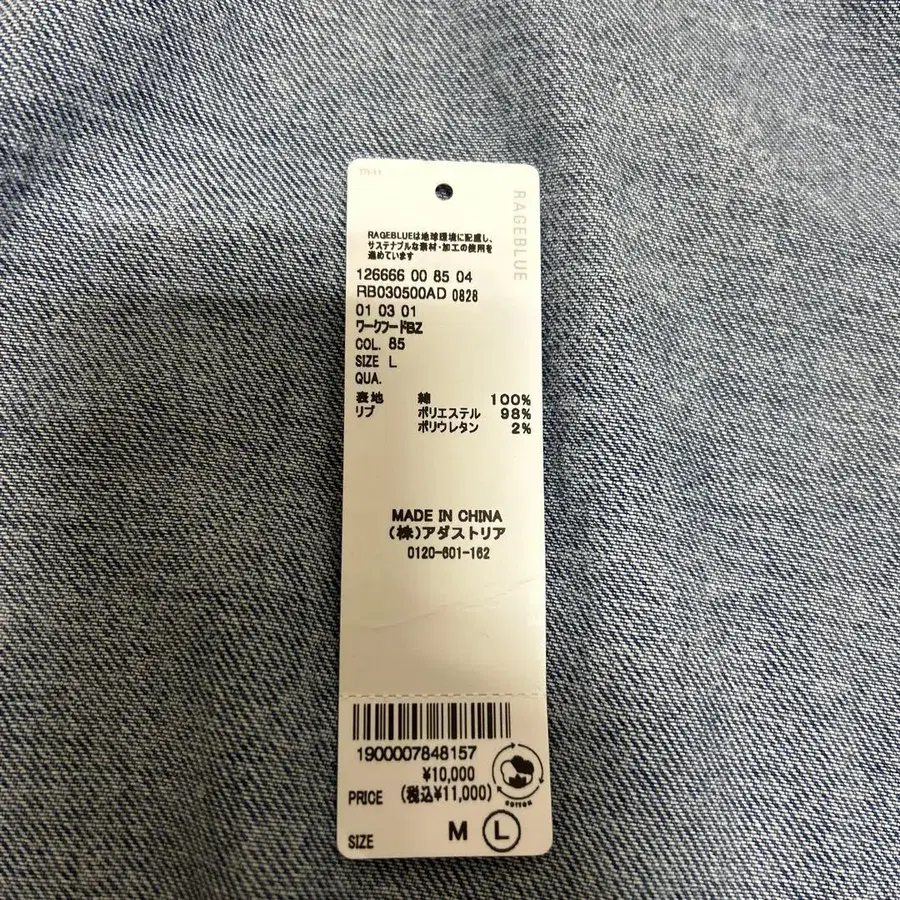 RAGEBLUE
RAGEBLUEは地球環境に配慮し、
サステナブルな素材・加工の使用を
進めています
126666 00 85 04
RB030500AD 0828
01 03 01
ワークフードBZ
COL. 85
SIZE L
QUA.
表地 綿 100%
リブ ポリエステル 98%
ポリウレタン 2%
MADE IN CHINA
(株)アダストリア
0120-601-162
1900007848157
¥10,000
PRICE (税込¥11,000)
COTTON
SIZE M L